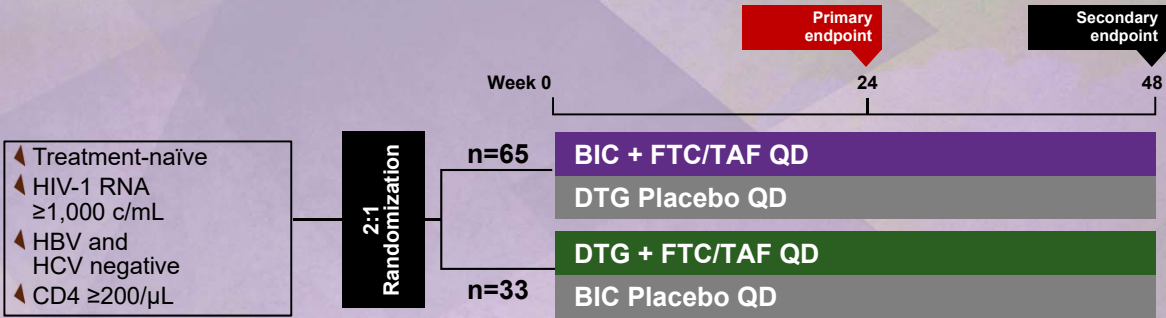 Primary
endpoint
Secondary
endpoint
Week 0
24
48
Treatment-naïve
HIV-1 RNA
≥1,000 c/mL
HBV and
HCV negative
CD4 ≥200/µL
2:1
Randomization
n=65
BIC + FTC/TAF QD
DTG Placebo QD
n=33
DTG + FTC/TAF QD
BIC Placebo QD